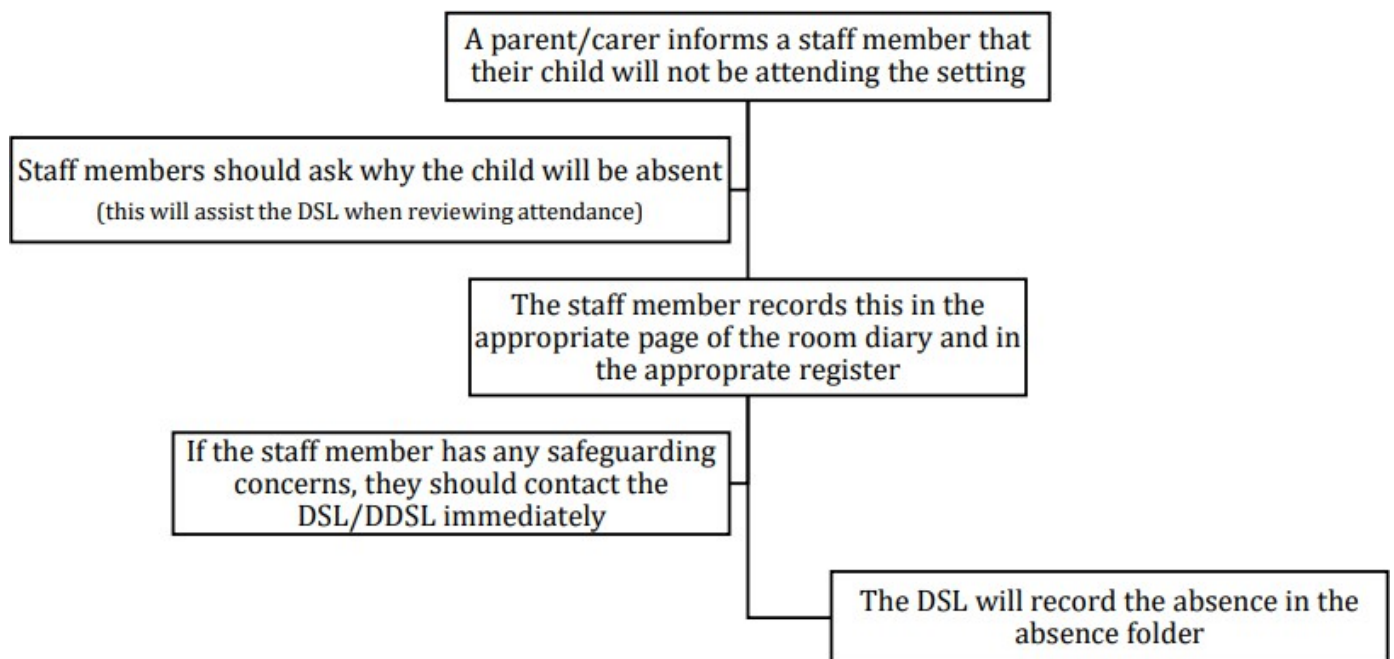 A parent/carer informs a staff member that
their child will not be attending the setting
Staff members should ask why the child will be absent
(this will assist the DSL when reviewing attendance)
The staff member records this in the
appropriate page of the room diary and in
the approprate register
If the staff member has any safeguarding
concerns, they should contact the
DSL/DDSL immediately
The DSL will record the absence in the
absence folder